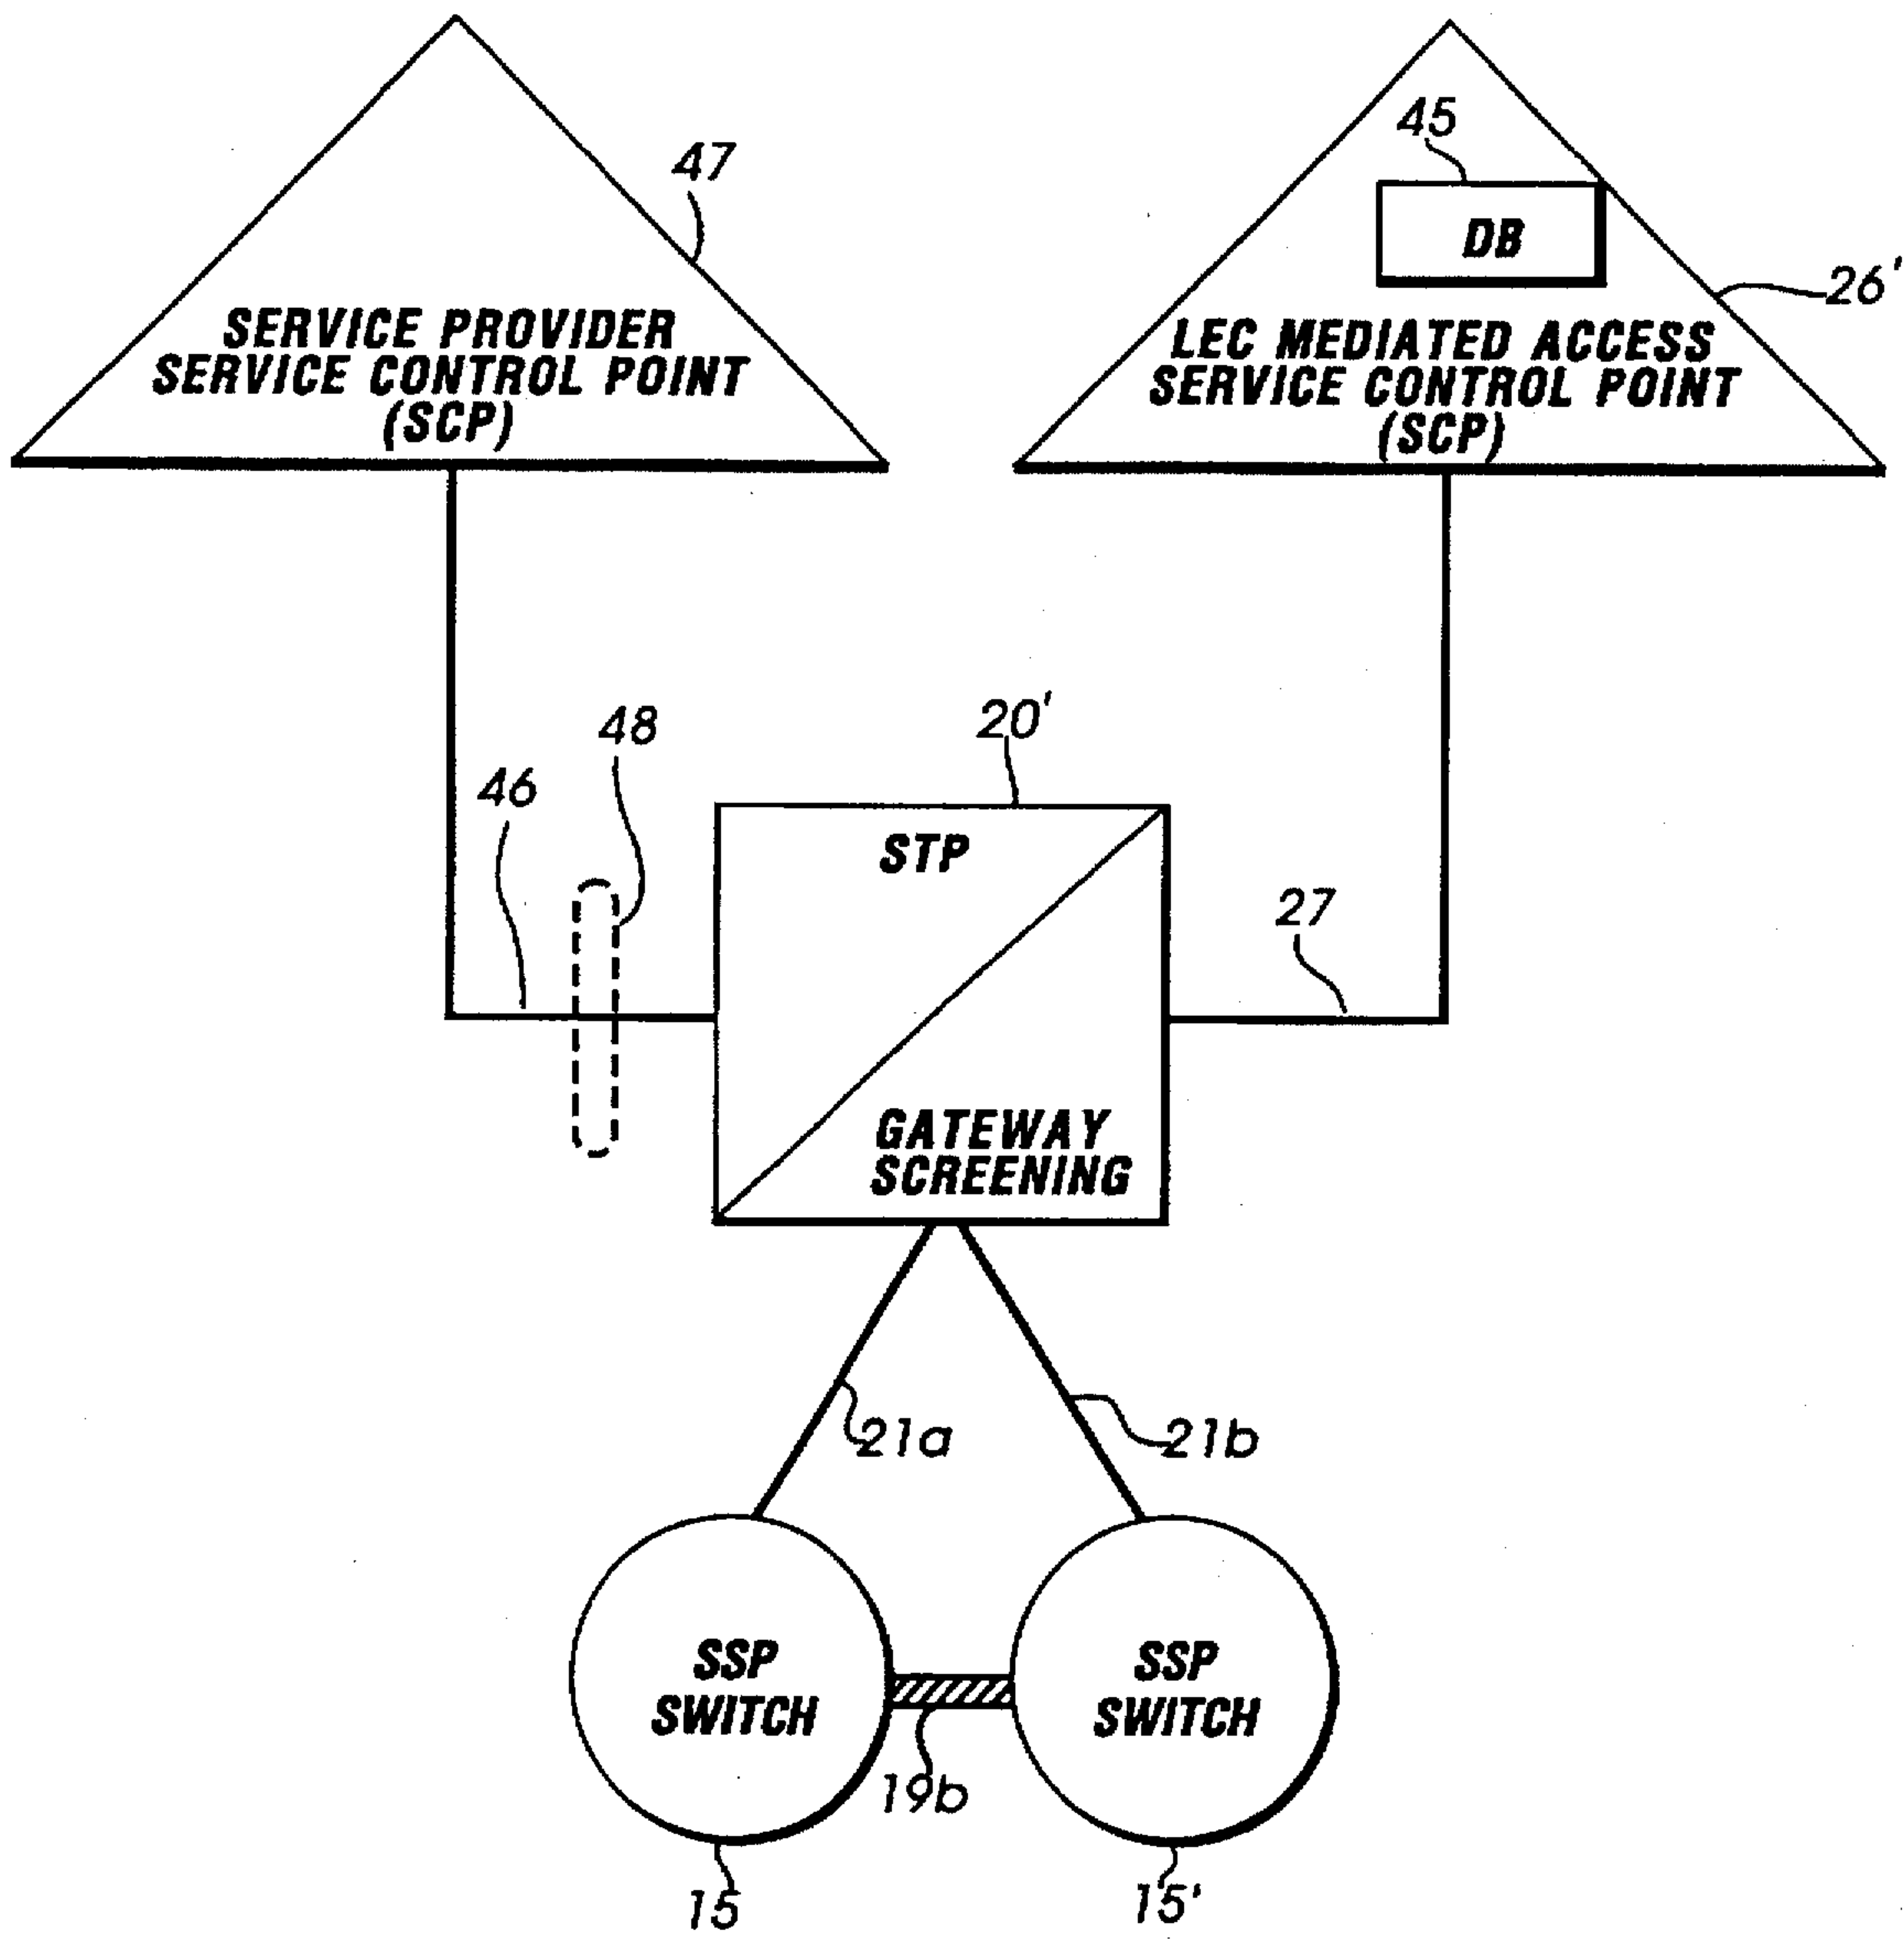 45
47
DB
26'
SERVICE PROVIDER
SERVICE CONTROL POINT
(SCP)
LEC MEDIATED ACCESS
SERVICE CONTROL POINT
(SCP)
48
20'
46
STP
27
GATEWAY
SCREENING
21a
21b
SSP
SWITCH
SSP
SWITCH
19b
15
15'